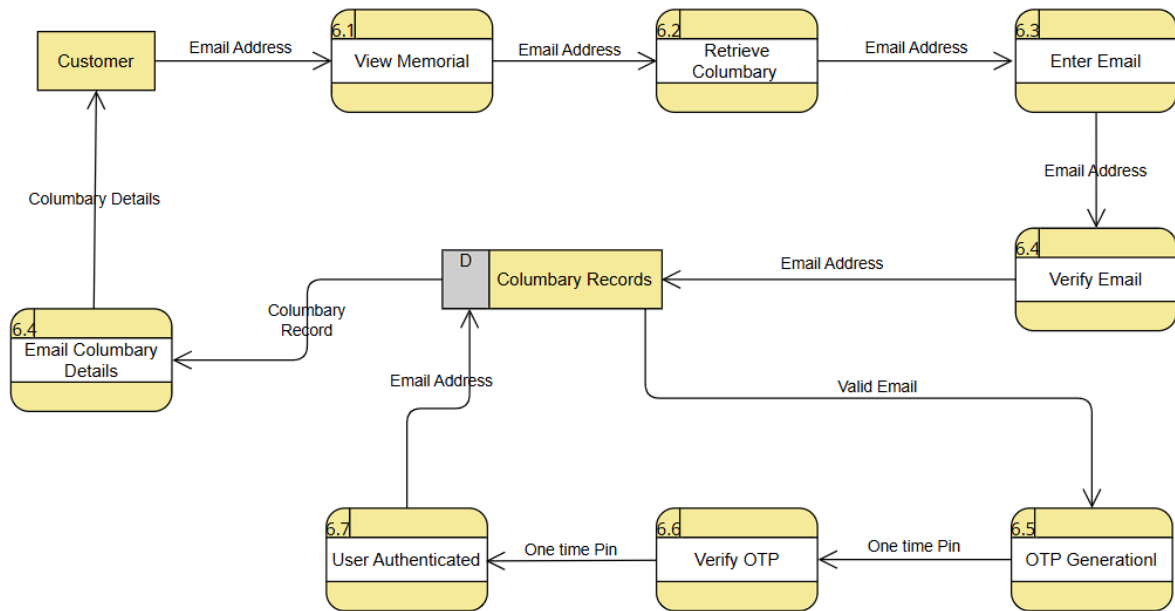 6.1
6.2
6.3
Customer
Email Address
View Memorial
Email Address
Retrieve
Columbary
Email Address
Enter Email
Email Address
Columbary Details
6.4
D
Columbary Records
Email Address
Verify Email
Columbary
Record
6.4
Email Columbary
Details
Email Address
Valid Email
6.7
6.6
6.5
User Authenticated
One time Pin
Verify OTP
One time Pin
OTP Generationl